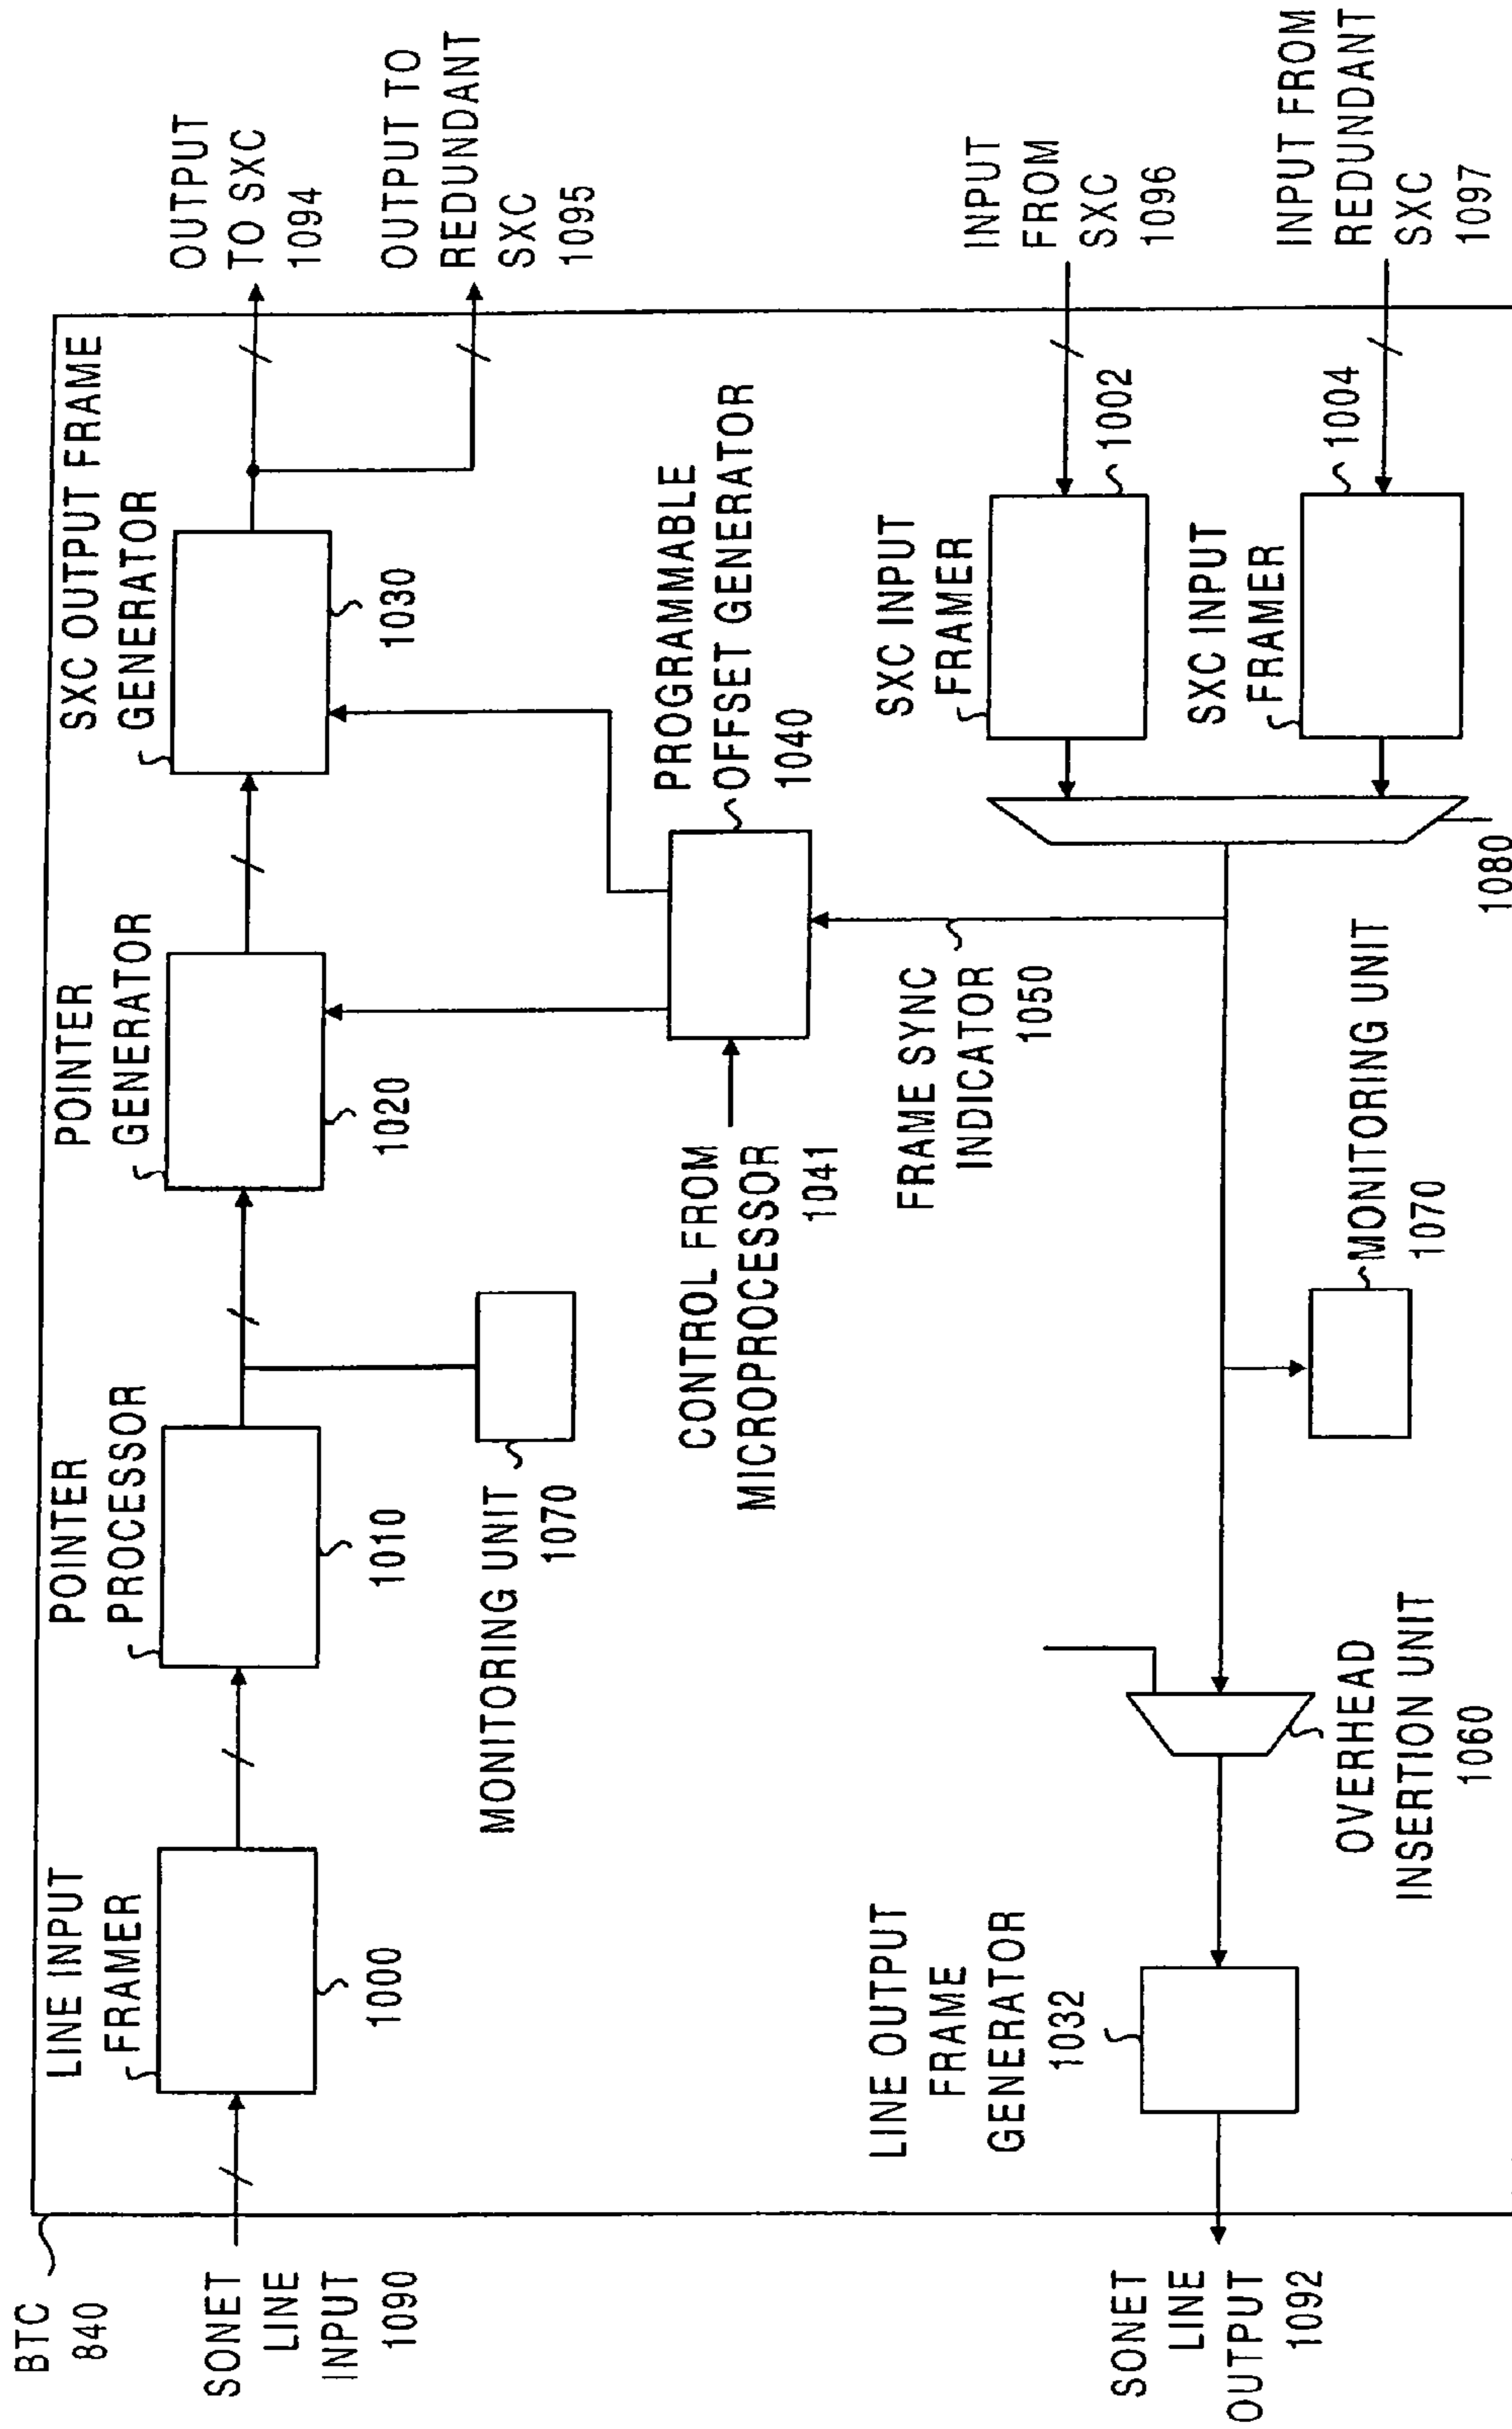 BTC
840
SONET
LINE
INPUT
1090
LINE INPUT
FRAMER
1000
POINTER
PROCESSOR
1010
POINTER
GENERATOR
1020
SXC OUTPUT FRAME
GENERATOR
1030
OUTPUT
TO SXC
1094
OUTPUT TO
REDUNDANT
SXC
1095
MONITORING UNIT
1070
CONTROL FROM
MICROPROCESSOR
1041
PROGRAMMABLE
OFFSET GENERATOR
1040
FRAME SYNC
INDICATOR
1050
SXC INPUT
FRAMER
1002
INPUT
FROM
SXC
1096
SXC INPUT
FRAMER
1004
INPUT FROM
REDUNDANT
SXC
1097
1080
MONITORING UNIT
1070
OVERHEAD
INSERTION UNIT
1060
LINE OUTPUT
FRAME
GENERATOR
1032
SONET
LINE
OUTPUT
1092